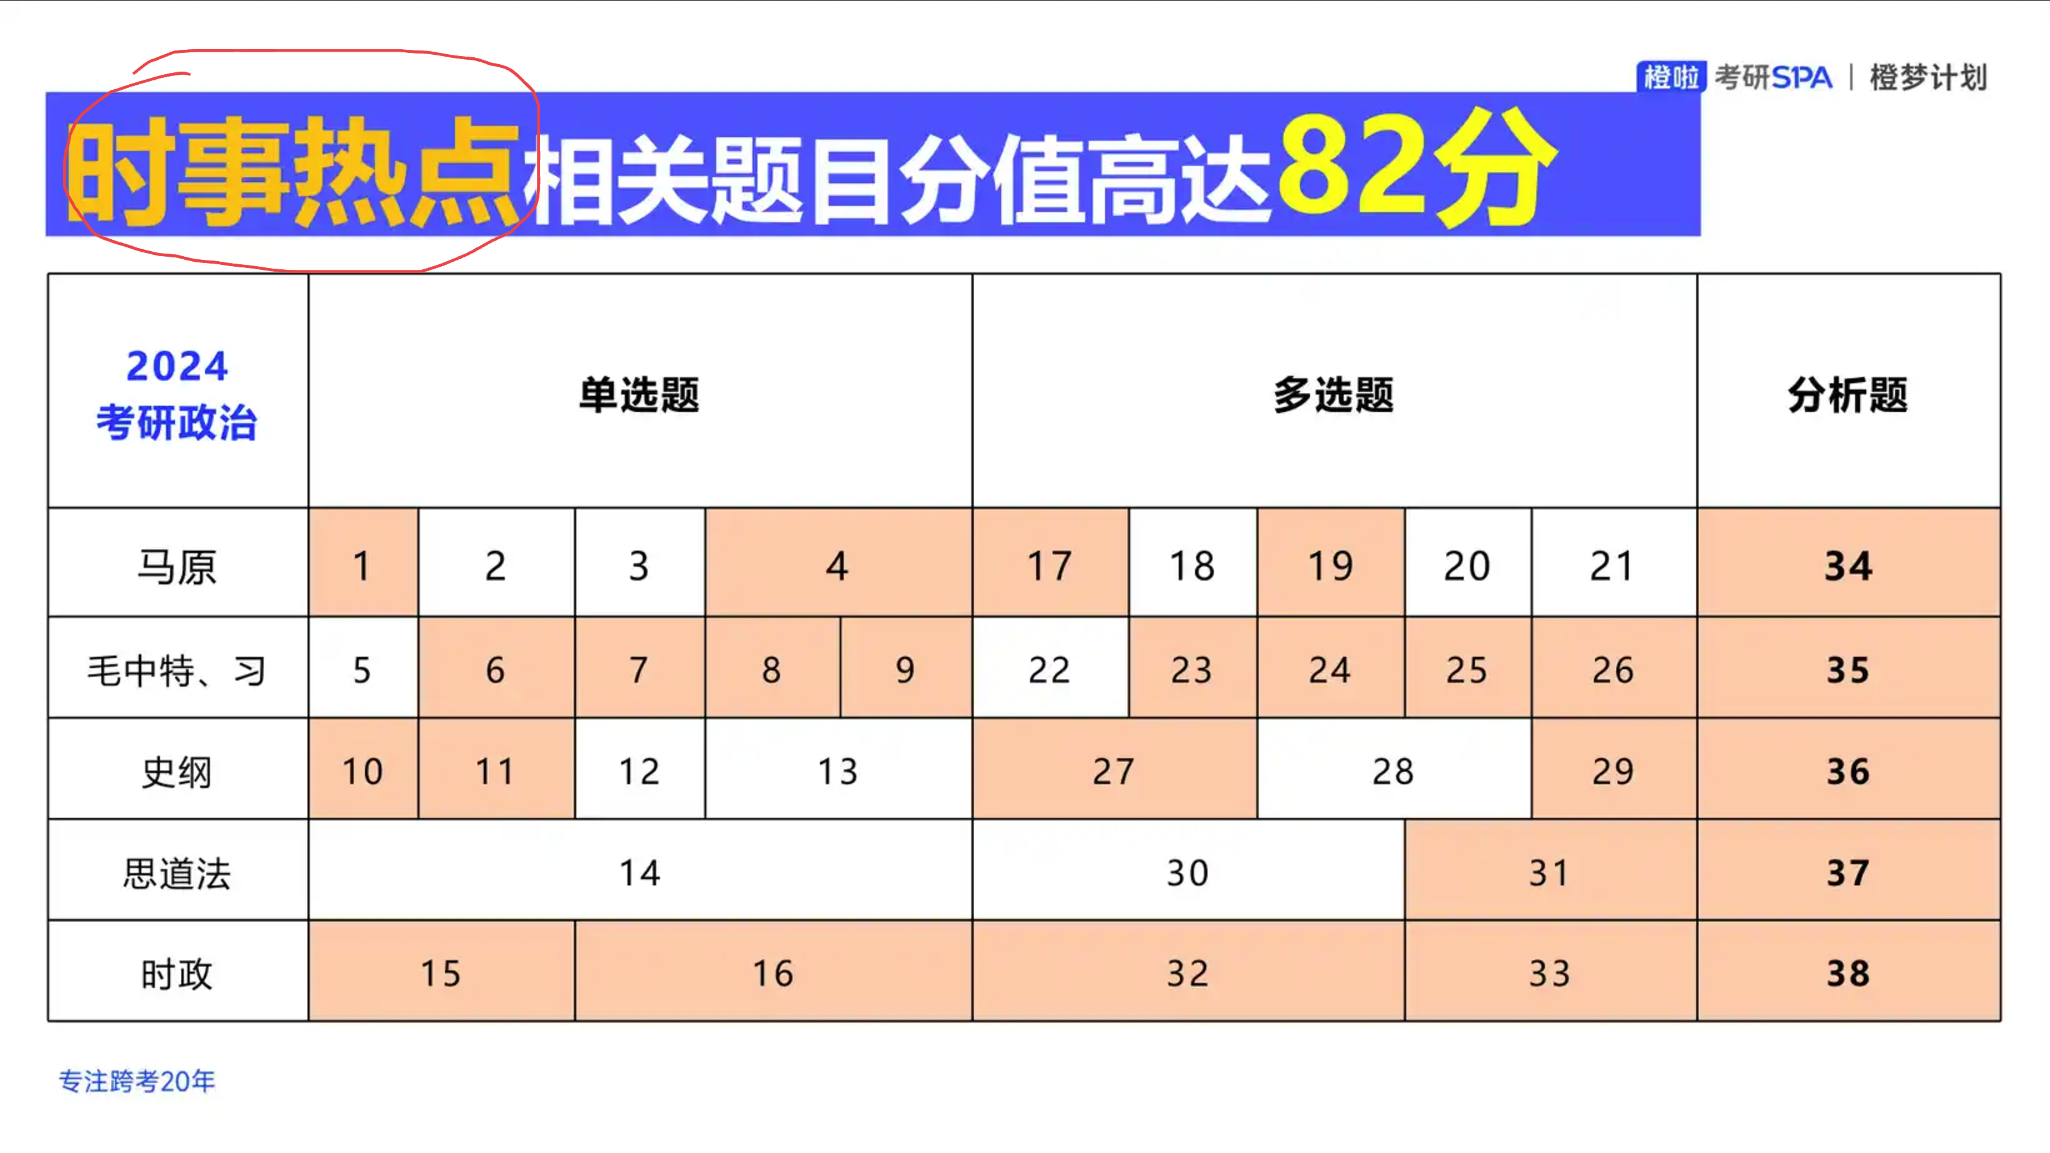 橙啦 考研SPA | 橙梦计划
时事热点相关题目分值高达82分
2024
考研政治
单选题 多选题 分析题
马原 1 2 3 4 17 18 19 20 21 34
毛中特、习 5 6 7 8 9 22 23 24 25 26 35
史纲 10 11 12 13 27 28 29 36
思道法 14 30 31 37
时政 15 16 32 33 38
专注跨考20年